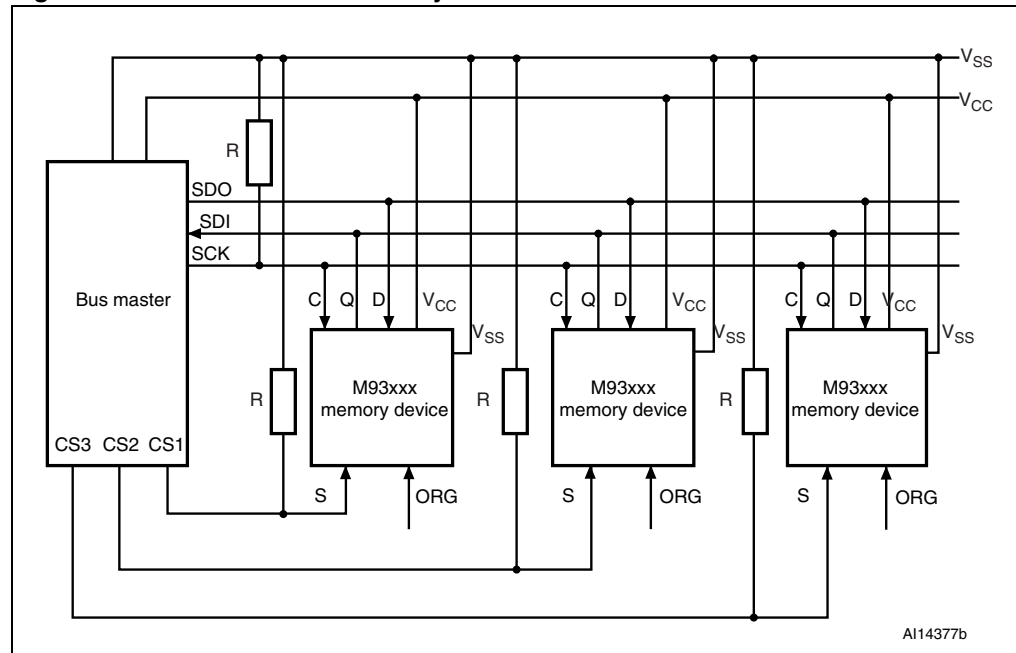 VSS
VCC
R
SDO
SDI
SCK
Bus master
C Q D VCC
VSS
C Q D VCC
VSS
C Q D VCC
VSS
M93xxx
memory device
M93xxx
memory device
M93xxx
memory device
R
R
R
CS3 CS2 CS1
S ORG
S ORG
S ORG
AI14377b